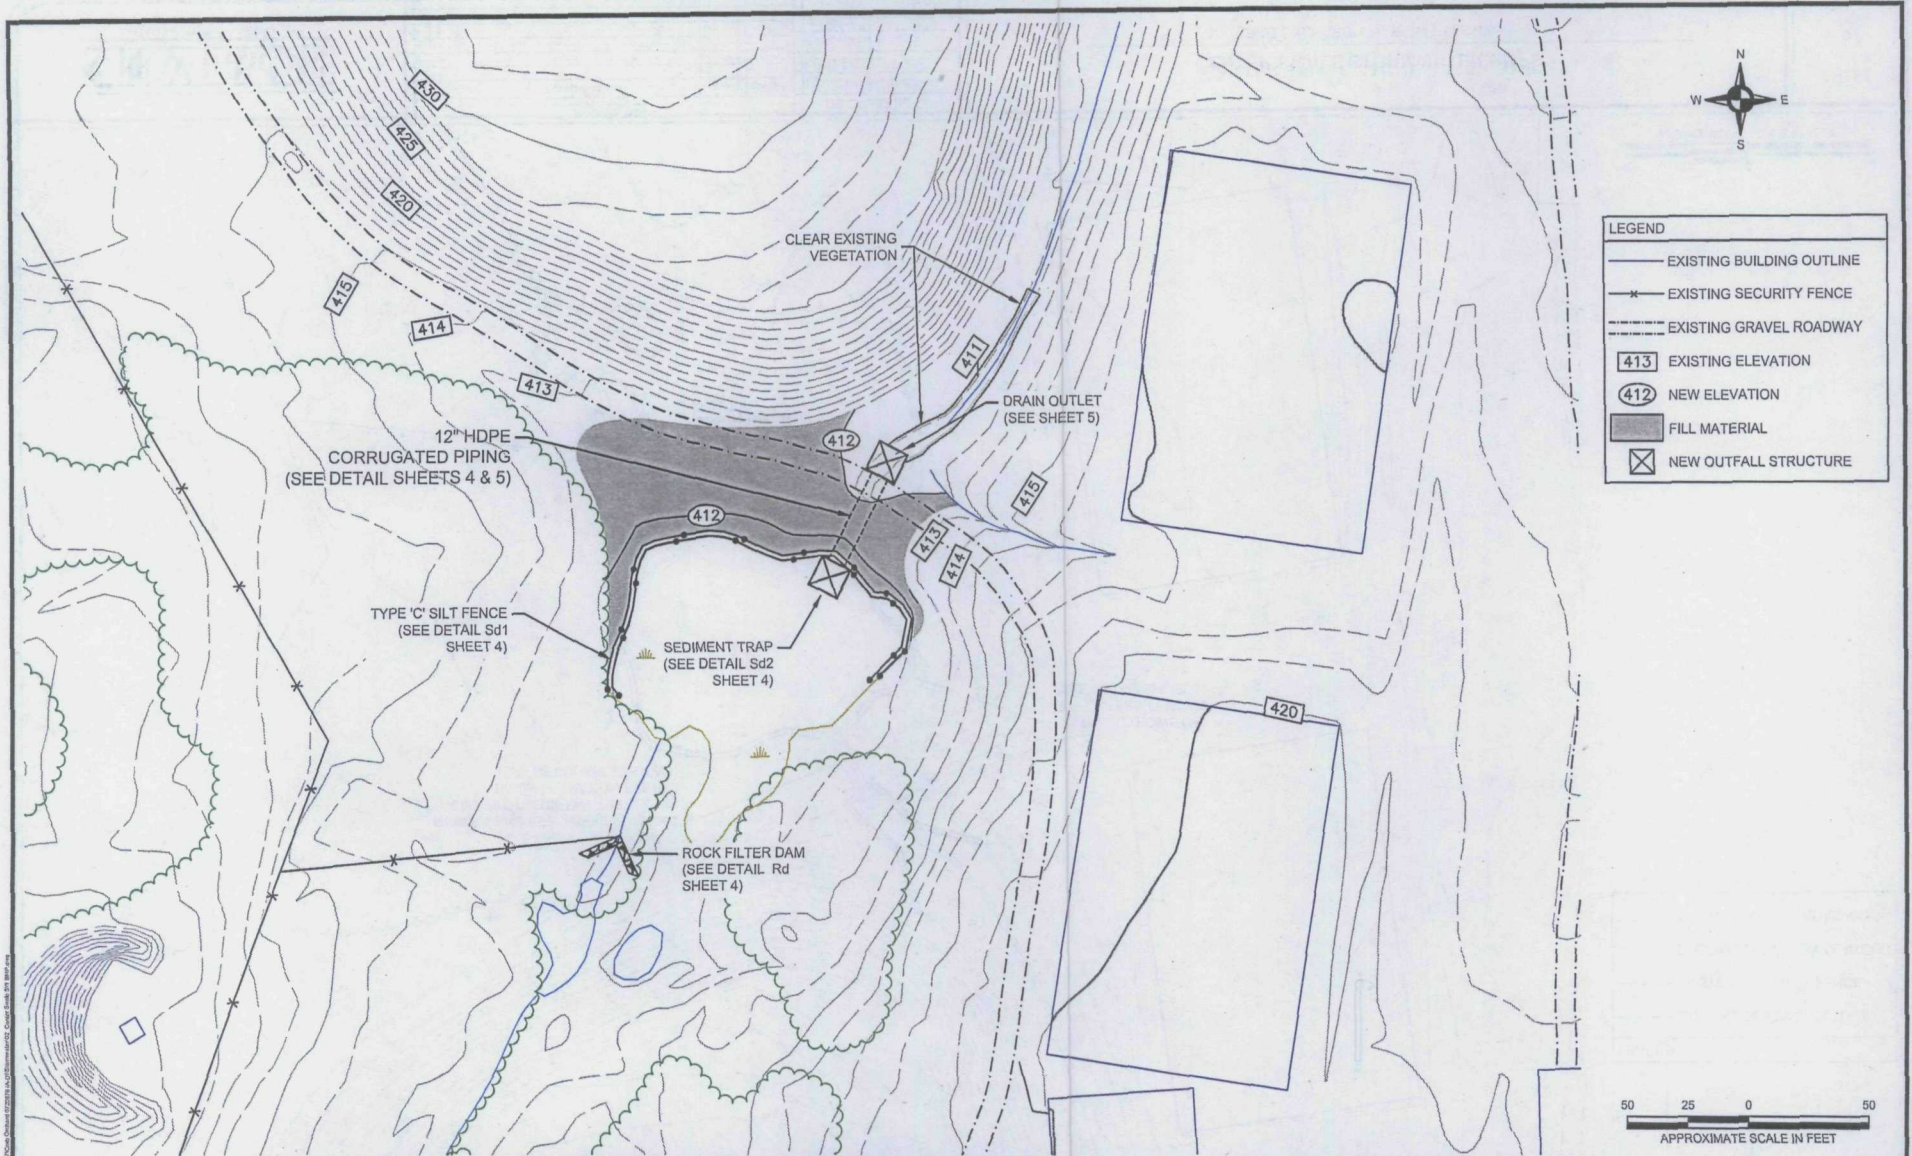 N
W E
S
430
425
420
415
414
413
CLEAR EXISTING
VEGETATION
411
DRAIN OUTLET
(SEE SHEET 5)
412
12" HDPE
CORRUGATED PIPING
(SEE DETAIL SHEETS 4 & 5)
412
415
413
414
TYPE 'C' SILT FENCE
(SEE DETAIL Sd1
SHEET 4)
SEDIMENT TRAP
(SEE DETAIL Sd2
SHEET 4)
420
ROCK FILTER DAM
(SEE DETAIL Rd
SHEET 4)
LEGEND
EXISTING BUILDING OUTLINE
EXISTING SECURITY FENCE
EXISTING GRAVEL ROADWAY
413 EXISTING ELEVATION
412 NEW ELEVATION
FILL MATERIAL
NEW OUTFALL STRUCTURE
50 25 0 50
APPROXIMATE SCALE IN FEET